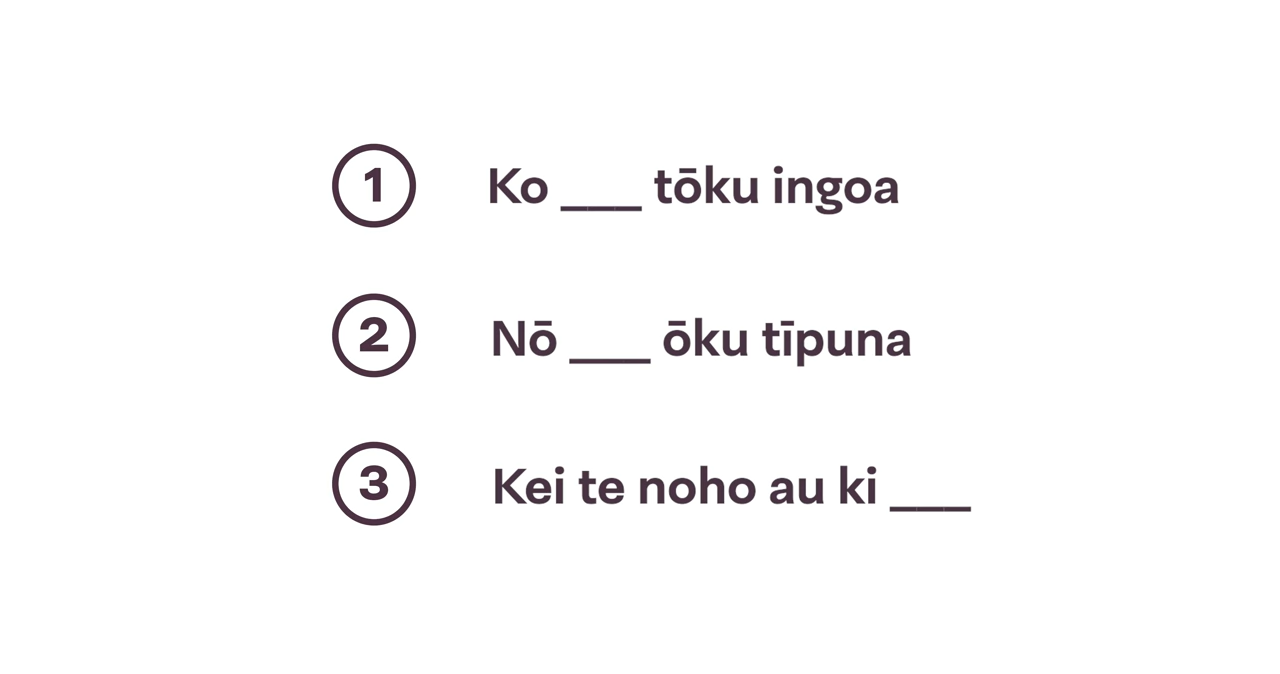 1 Ko ___ tōku ingoa
2 Nō ___ ōku tīpuna
3 Kei te noho au ki ___